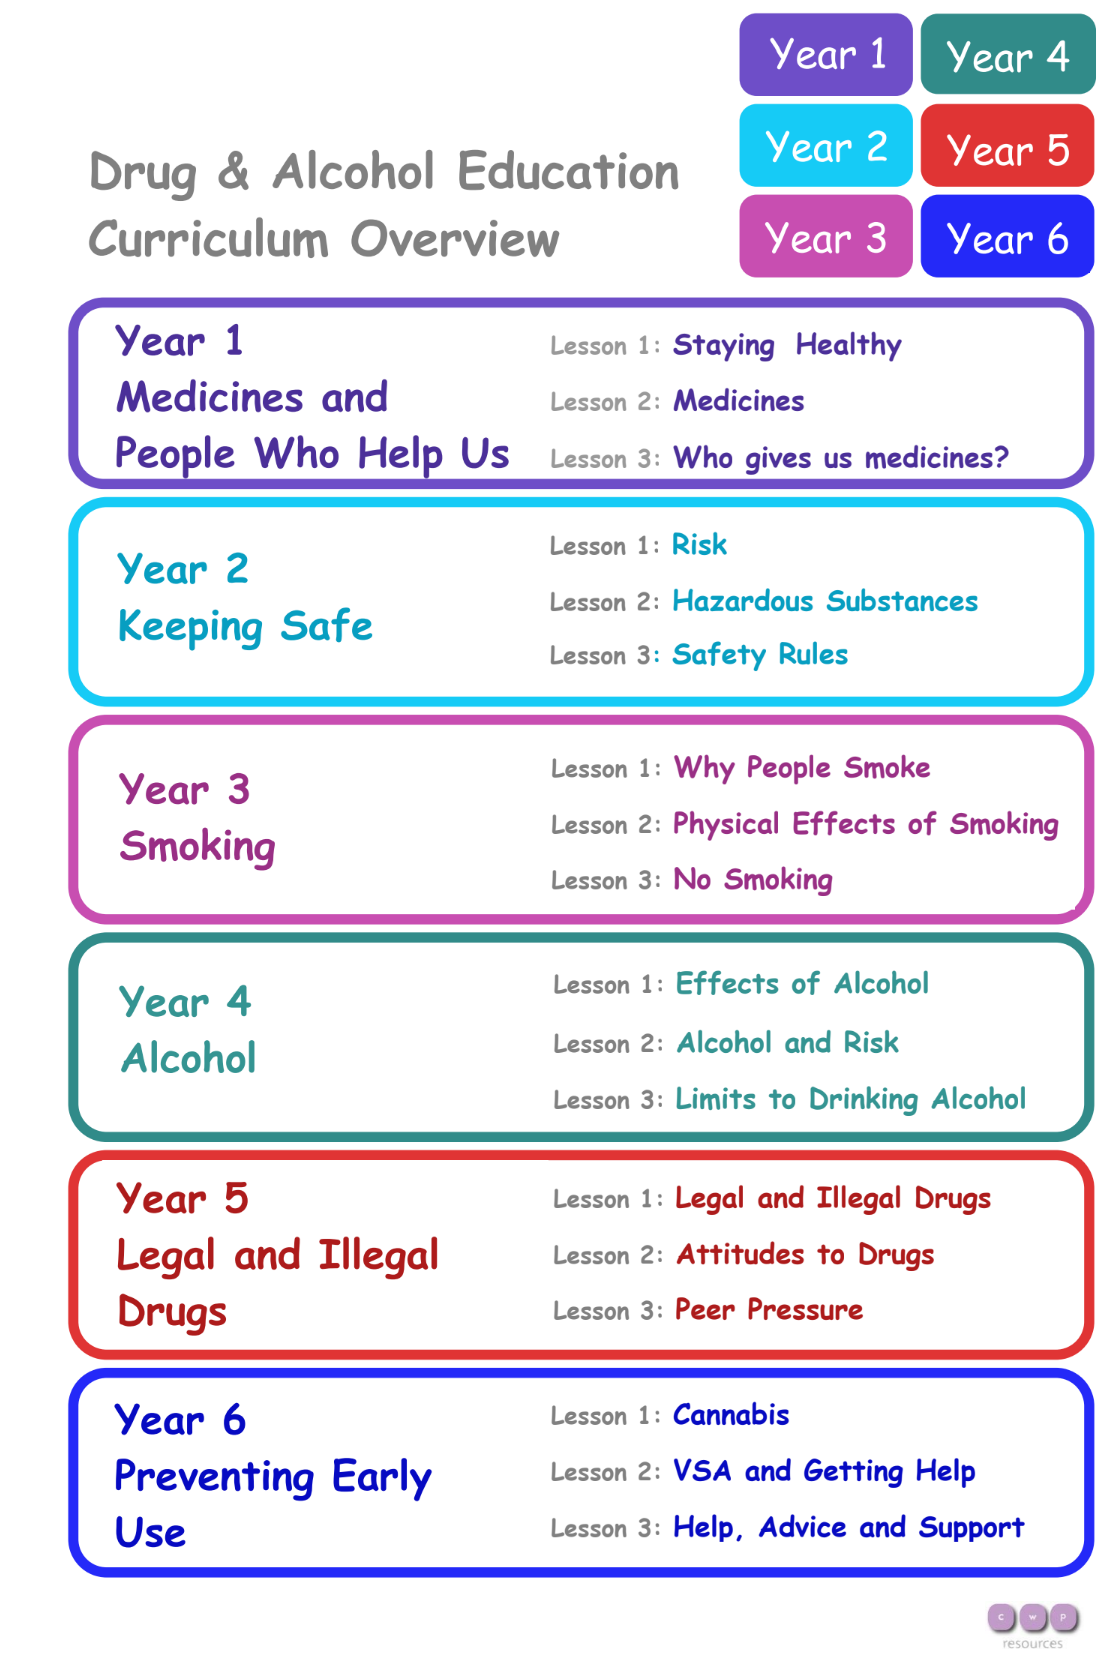 Year 1
Year 4
Year 2
Year 5
Year 3
Year 6
Drug & Alcohol Education
Curriculum Overview
Year 1
Medicines and
People Who Help Us
Lesson 1: Staying Healthy
Lesson 2: Medicines
Lesson 3: Who gives us medicines?
Year 2
Keeping Safe
Lesson 1: Risk
Lesson 2: Hazardous Substances
Lesson 3: Safety Rules
Year 3
Smoking
Lesson 1: Why People Smoke
Lesson 2: Physical Effects of Smoking
Lesson 3: No Smoking
Year 4
Alcohol
Lesson 1: Effects of Alcohol
Lesson 2: Alcohol and Risk
Lesson 3: Limits to Drinking Alcohol
Year 5
Legal and Illegal
Drugs
Lesson 1: Legal and Illegal Drugs
Lesson 2: Attitudes to Drugs
Lesson 3: Peer Pressure
Year 6
Preventing Early
Use
Lesson 1: Cannabis
Lesson 2: VSA and Getting Help
Lesson 3: Help, Advice and Support
c w p
resources